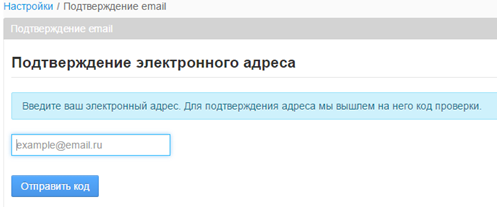 Настройки / Подтверждение email
Подтверждение email
Подтверждение электронного адреса
Введите ваш электронный адрес. Для подтверждения адреса мы вышлем на него код проверки.
example@email.ru
Отправить код